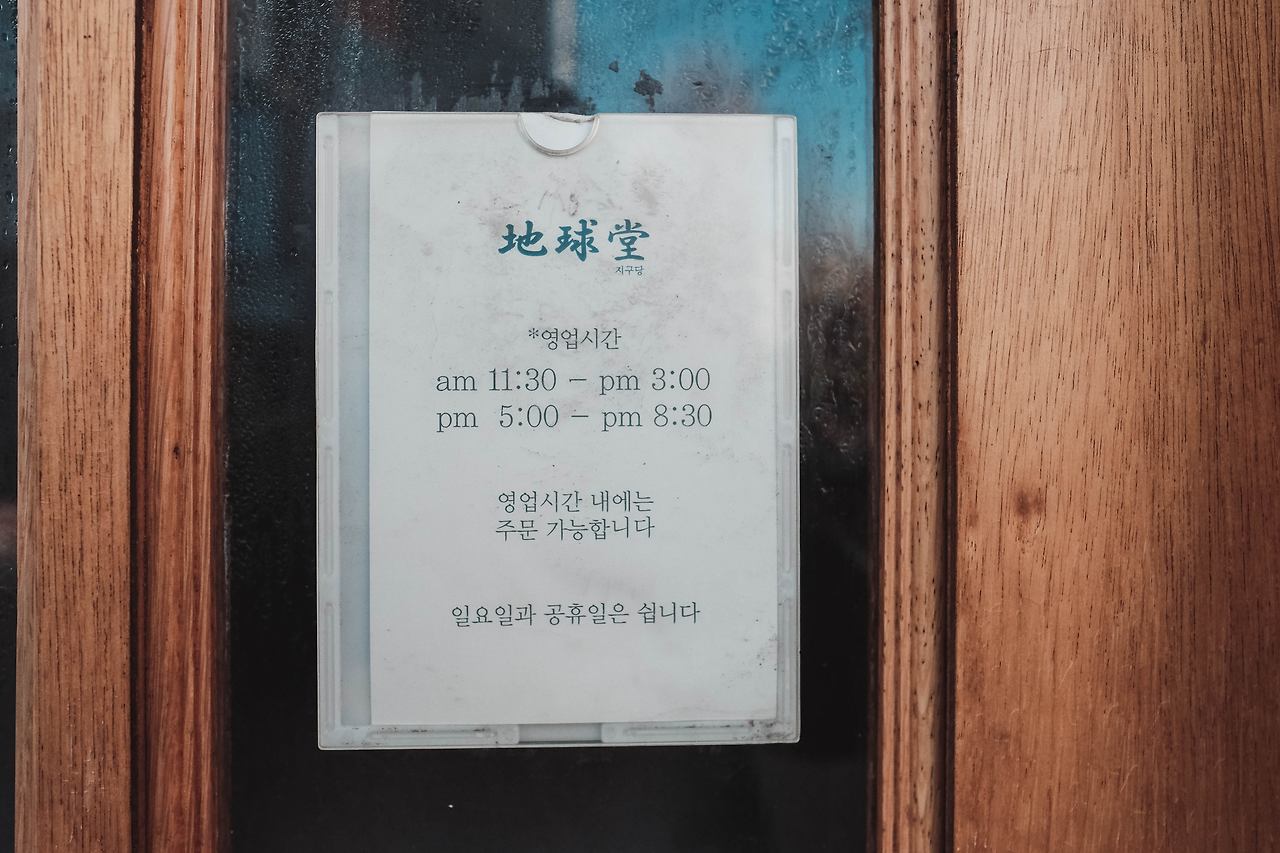 地球堂
지구당
*영업시간
am 11:30 – pm 3:00
pm 5:00 – pm 8:30
영업시간 내에는
주문 가능합니다
일요일과 공휴일은 쉽니다